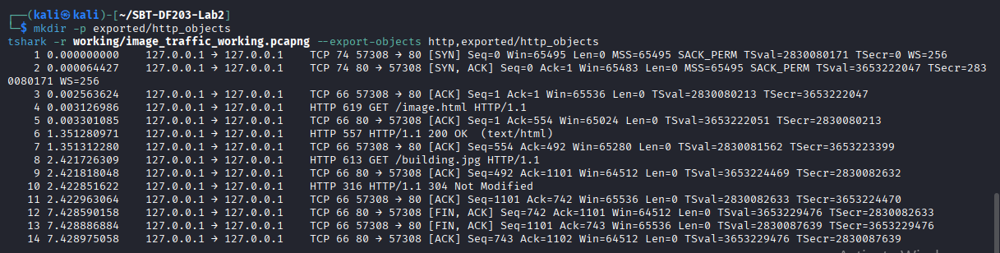 ┌──(kali㉿kali)-[~/SBT-DF203-Lab2]
└─$ mkdir -p exported/http_objects
tshark -r working/image_traffic_working.pcapng --export-objects http,exported/http_objects
    1 0.000000000    127.0.0.1 → 127.0.0.1    TCP 74 57308 → 80 [SYN] Seq=0 Win=65495 Len=0 MSS=65495 SACK_PERM TSval=2830080171 TSecr=0 WS=256
    2 0.000064427    127.0.0.1 → 127.0.0.1    TCP 74 80 → 57308 [SYN, ACK] Seq=0 Ack=1 Win=65483 Len=0 MSS=65495 SACK_PERM TSval=3653222047 TSecr=283
0080171 WS=256
    3 0.002563624    127.0.0.1 → 127.0.0.1    TCP 66 57308 → 80 [ACK] Seq=1 Ack=1 Win=65536 Len=0 TSval=2830080213 TSecr=3653222047
    4 0.003126986    127.0.0.1 → 127.0.0.1    HTTP 619 GET /image.html HTTP/1.1
    5 0.003301085    127.0.0.1 → 127.0.0.1    TCP 66 80 → 57308 [ACK] Seq=1 Ack=554 Win=65024 Len=0 TSval=3653222051 TSecr=2830080213
    6 1.351280971    127.0.0.1 → 127.0.0.1    HTTP 557 HTTP/1.1 200 OK  (text/html)
    7 1.351312280    127.0.0.1 → 127.0.0.1    TCP 66 57308 → 80 [ACK] Seq=554 Ack=492 Win=65280 Len=0 TSval=2830081562 TSecr=3653223399
    8 2.421726309    127.0.0.1 → 127.0.0.1    HTTP 613 GET /building.jpg HTTP/1.1
    9 2.421818048    127.0.0.1 → 127.0.0.1    TCP 66 80 → 57308 [ACK] Seq=492 Ack=1101 Win=64512 Len=0 TSval=3653224469 TSecr=2830082632
   10 2.422851622    127.0.0.1 → 127.0.0.1    HTTP 316 HTTP/1.1 304 Not Modified
   11 2.422963064    127.0.0.1 → 127.0.0.1    TCP 66 57308 → 80 [ACK] Seq=1101 Ack=742 Win=65536 Len=0 TSval=2830082633 TSecr=3653224470
   12 7.428590158    127.0.0.1 → 127.0.0.1    TCP 66 80 → 57308 [FIN, ACK] Seq=742 Ack=1101 Win=64512 Len=0 TSval=3653229476 TSecr=2830082633
   13 7.428886884    127.0.0.1 → 127.0.0.1    TCP 66 57308 → 80 [FIN, ACK] Seq=1101 Ack=743 Win=65536 Len=0 TSval=2830087639 TSecr=3653229476
   14 7.428975058    127.0.0.1 → 127.0.0.1    TCP 66 80 → 57308 [ACK] Seq=743 Ack=1102 Win=64512 Len=0 TSval=3653229476 TSecr=2830087639